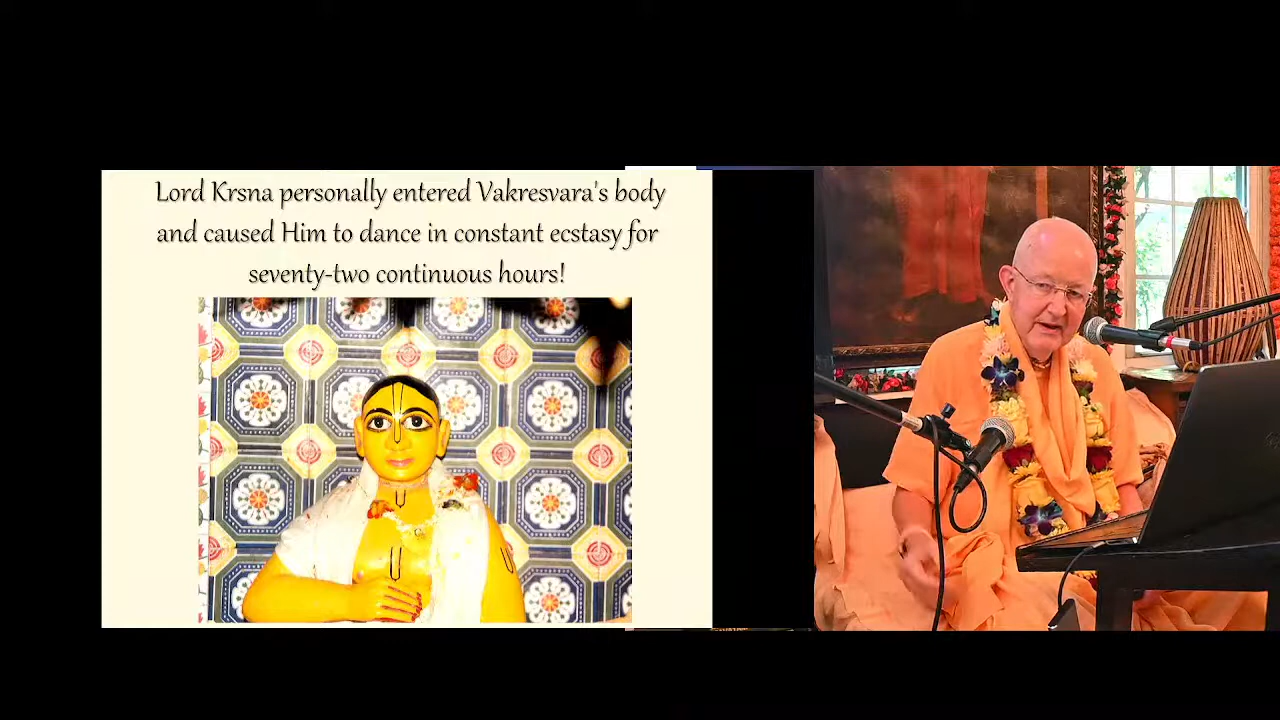 Lord Krsna personally entered Vakresvara's body
and caused Him to dance in constant ecstasy for
seventy-two continuous hours!